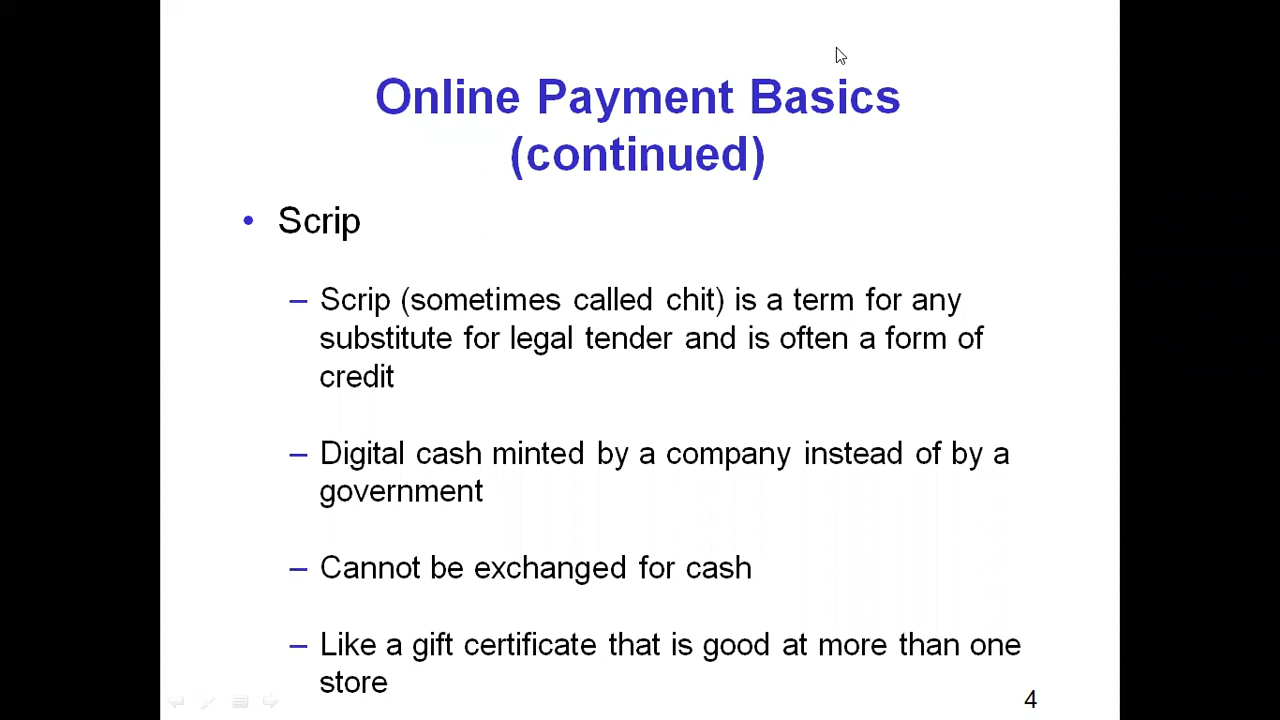 Online Payment Basics
(continued)
• Scrip
– Scrip (sometimes called chit) is a term for any
substitute for legal tender and is often a form of
credit
– Digital cash minted by a company instead of by a
government
– Cannot be exchanged for cash
– Like a gift certificate that is good at more than one
store
4